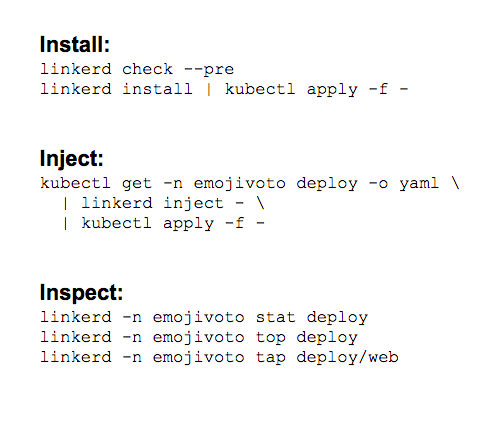 Install:
linkerd check --pre
linkerd install | kubectl apply -f -
Inject:
kubectl get -n emojivoto deploy -o yaml \
| linkerd inject - \
| kubectl apply -f -
Inspect:
linkerd -n emojivoto stat deploy
linkerd -n emojivoto top deploy
linkerd -n emojivoto tap deploy/web